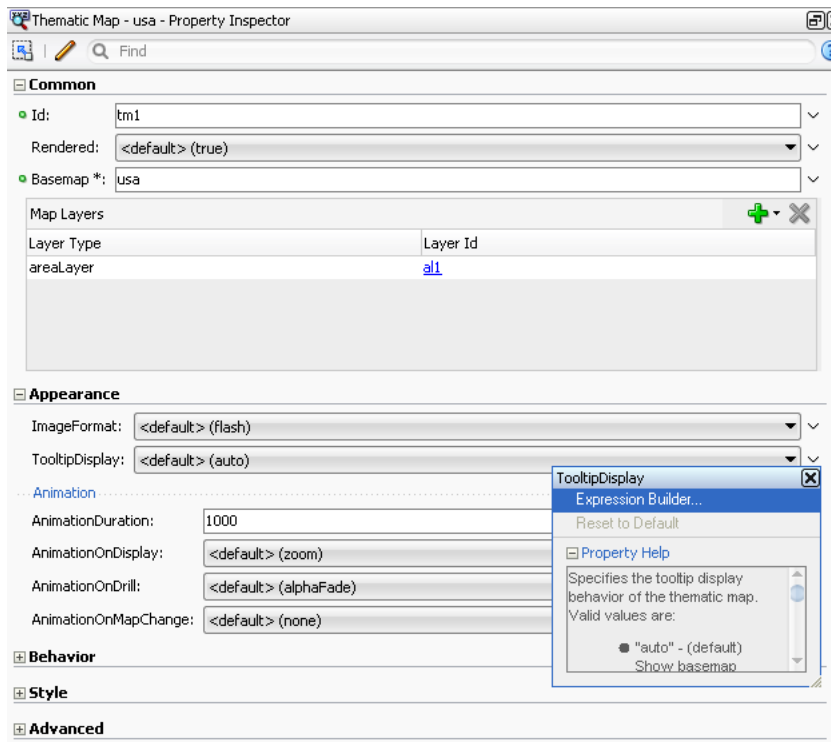 Thematic Map - usa - Property Inspector
Find
Common
Id: tm1
Rendered: <default> (true)
Basemap *: usa
Map Layers
Layer Type Layer Id
areaLayer al1
Appearance
ImageFormat: <default> (flash)
TooltipDisplay: <default> (auto)
Animation
AnimationDuration: 1000
AnimationOnDisplay: <default> (zoom)
AnimationOnDrill: <default> (alphaFade)
AnimationOnMapChange: <default> (none)
TooltipDisplay
Expression Builder...
Reset to Default
Property Help
Specifies the tooltip display
behavior of the thematic map.
Valid values are:
"auto" - (default)
Show basemap
Behavior
Style
Advanced